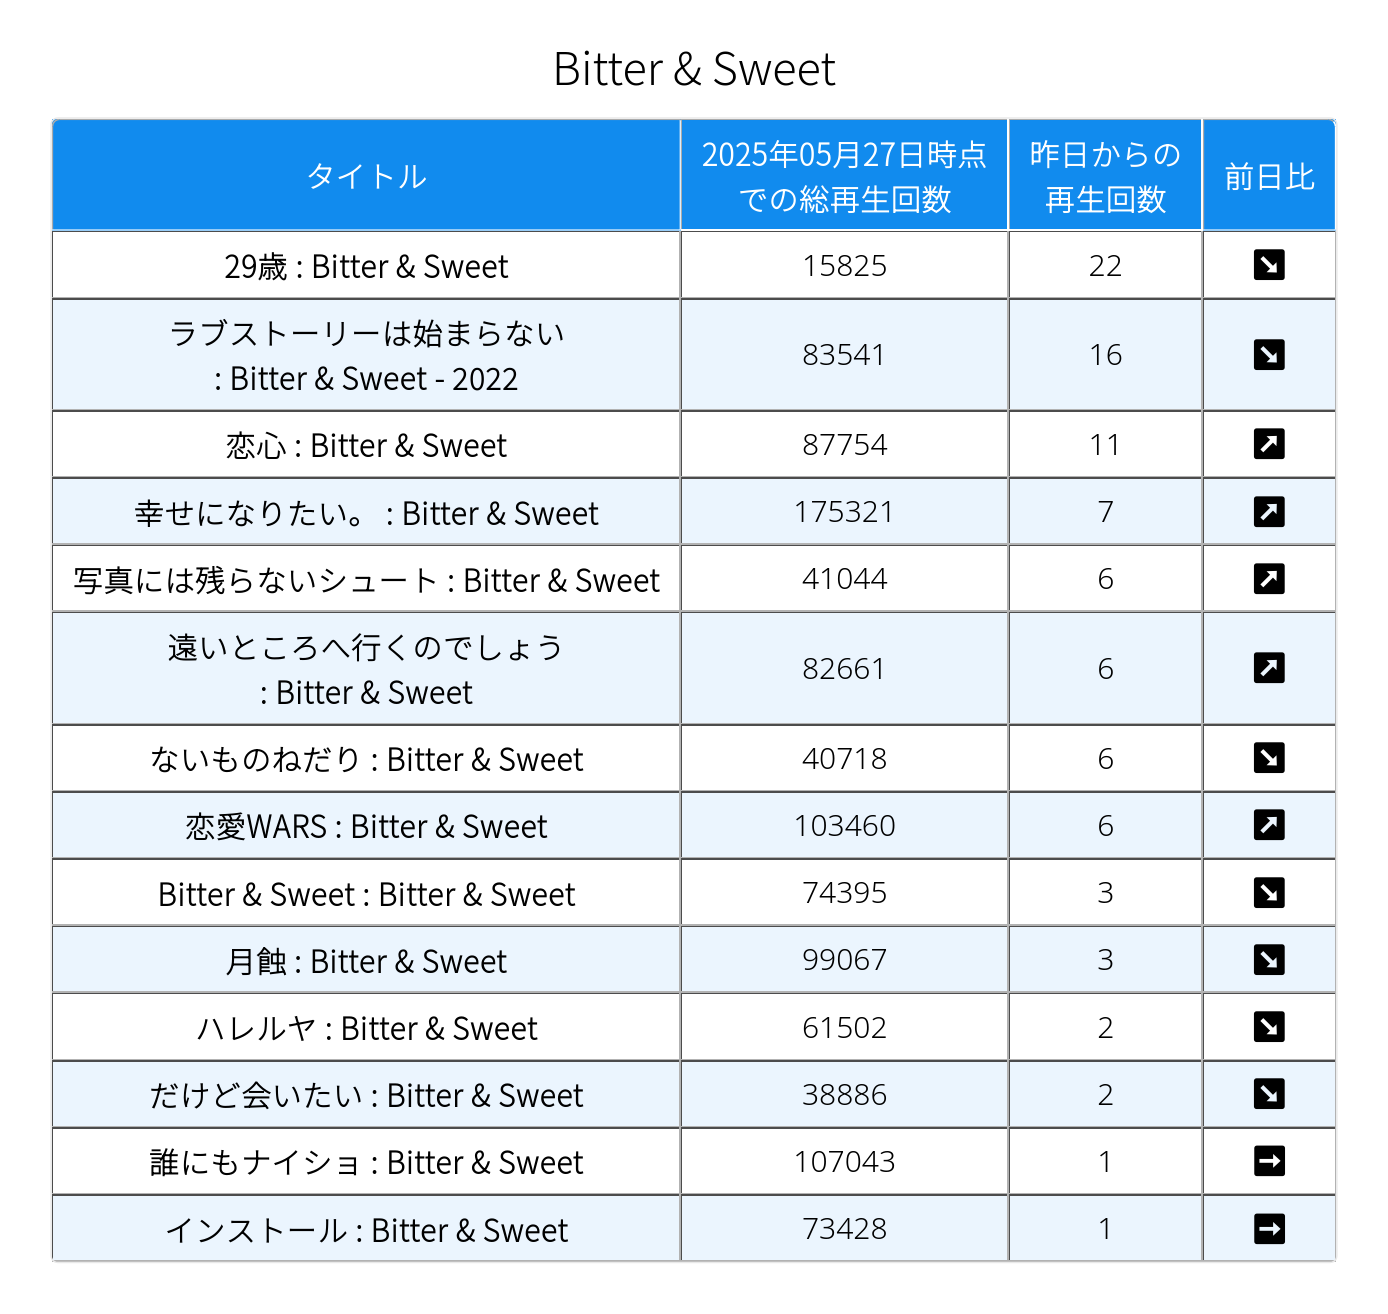 Bitter & Sweet
タイトル
2025年05月27日時点
での総再生回数
昨日からの
再生回数
前日比
29歳 : Bitter & Sweet
15825
22
ラブストーリーは始まらない
: Bitter & Sweet - 2022
83541
16
恋心 : Bitter & Sweet
87754
11
幸せになりたい。 : Bitter & Sweet
175321
7
写真には残らないシュート : Bitter & Sweet
41044
6
遠いところへ行くのでしょう
: Bitter & Sweet
82661
6
ないものねだり : Bitter & Sweet
40718
6
恋愛WARS : Bitter & Sweet
103460
6
Bitter & Sweet : Bitter & Sweet
74395
3
月蝕 : Bitter & Sweet
99067
3
ハレルヤ : Bitter & Sweet
61502
2
だけど会いたい : Bitter & Sweet
38886
2
誰にもナイショ : Bitter & Sweet
107043
1
インストール : Bitter & Sweet
73428
1